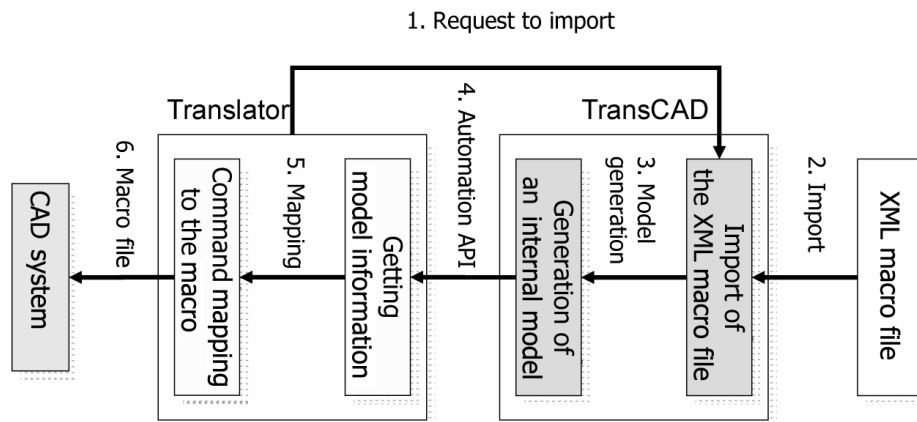 1. Request to import
Translator
TransCAD
XML macro file
2. Import
Import of
the XML macro file
3. Model
generation
Generation of
an internal model
4. Automation API
Getting
model information
5. Mapping
Command mapping
to the macro
6. Macro file
CAD system